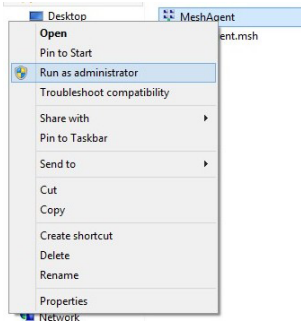 Desktop
MeshAgent
Open
ent.msh
Pin to Start
Run as administrator
Troubleshoot compatibility
Share with
Pin to Taskbar
Send to
Cut
Copy
Create shortcut
Delete
Rename
Properties
Network